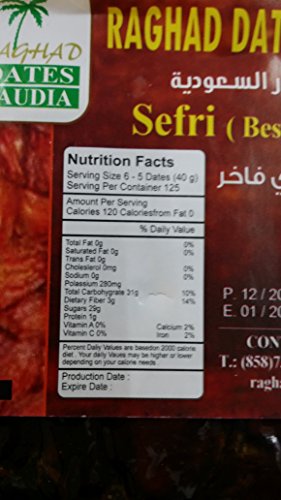 RAGHAD
DATES
SAUDIA
RAGHAD DAT
السعودية
Sefri ( Bes
فاخر
Nutrition Facts
Serving Size 6 - 5 Dates (40 g)
Serving Per Container 125
Amount Per Serving
Calories 120 Caloriesfrom Fat 0
% Daily Value
Total Fat 0g 0%
Saturated Fat 0g 0%
Trans Fat 0g
Cholesterol 0mg 0%
Sodium 0g 0%
Potassium 280mg
Total Carbohydrate 31g 10%
Dietary Fiber 3g 14%
Sugars 29g
Protein 1g
Vitamin A 0% Calcium 2%
Vitamin C 0% Iron 2%
Percent Daily Values are basedon 2000 calorie
diet . Your daily Vaues may be higher or lower
depending on your calorie needs .
Production Date :
Expire Date :
P. 12 / 20
E. 01 / 20
CON
T.: (858)7
ragha